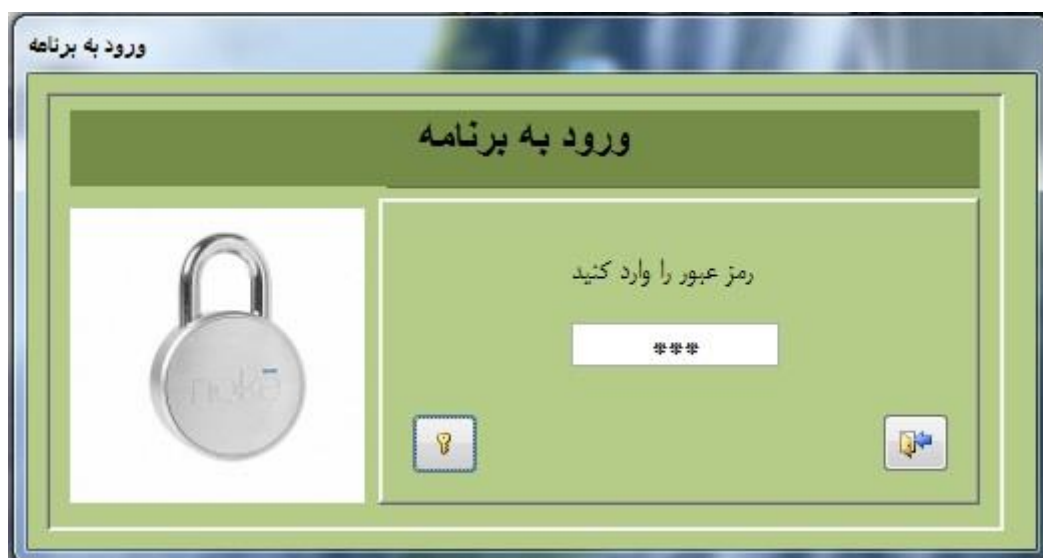 ورود به برنامه
ورود به برنامه
رمز عبور را وارد کنید
***
noke